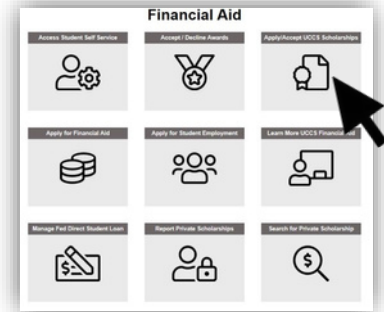 Financial Aid
Access Student Self Service
Accept / Decline Awards
Apply/Accept UCCS Scholarships
Apply for Financial Aid
Apply for Student Employment
Learn More UCCS Financial Aid
Manage Fed Direct Student Loan
Report Private Scholarships
Search for Private Scholarship
$
$